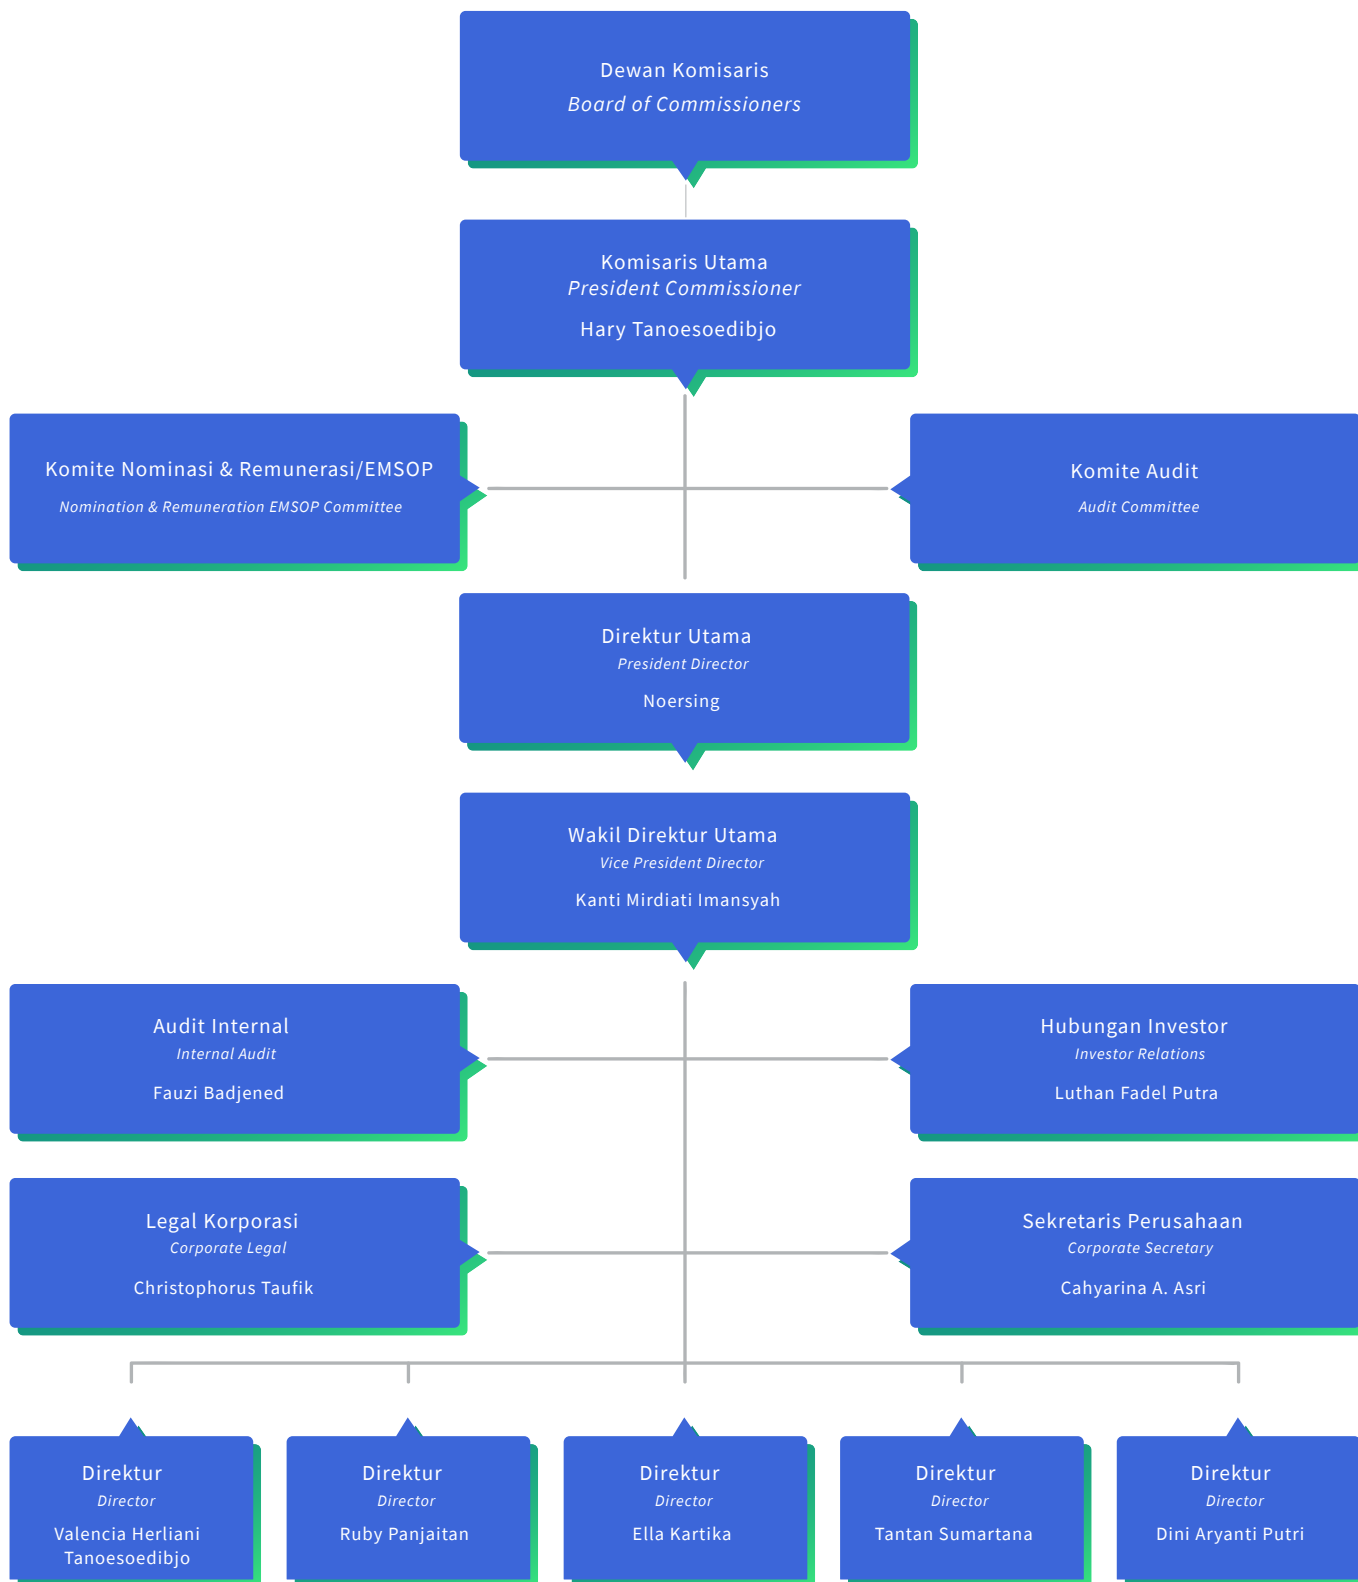 Dewan Komisaris
Board of Commissioners
Komisaris Utama
President Commissioner
Hary Tanoesoedibjo
Komite Nominasi & Remunerasi/EMSOP
Nomination & Remuneration EMSOP Committee
Komite Audit
Audit Committee
Direktur Utama
President Director
Noersing
Wakil Direktur Utama
Vice President Director
Kanti Mirdiati Imansyah
Audit Internal
Internal Audit
Fauzi Badjened
Hubungan Investor
Investor Relations
Luthan Fadel Putra
Legal Korporasi
Corporate Legal
Christophorus Taufik
Sekretaris Perusahaan
Corporate Secretary
Cahyarina A. Asri
Direktur
Director
Valencia Herliani
Tanoesoedibjo
Direktur
Director
Ruby Panjaitan
Direktur
Director
Ella Kartika
Direktur
Director
Tantan Sumartana
Direktur
Director
Dini Aryanti Putri